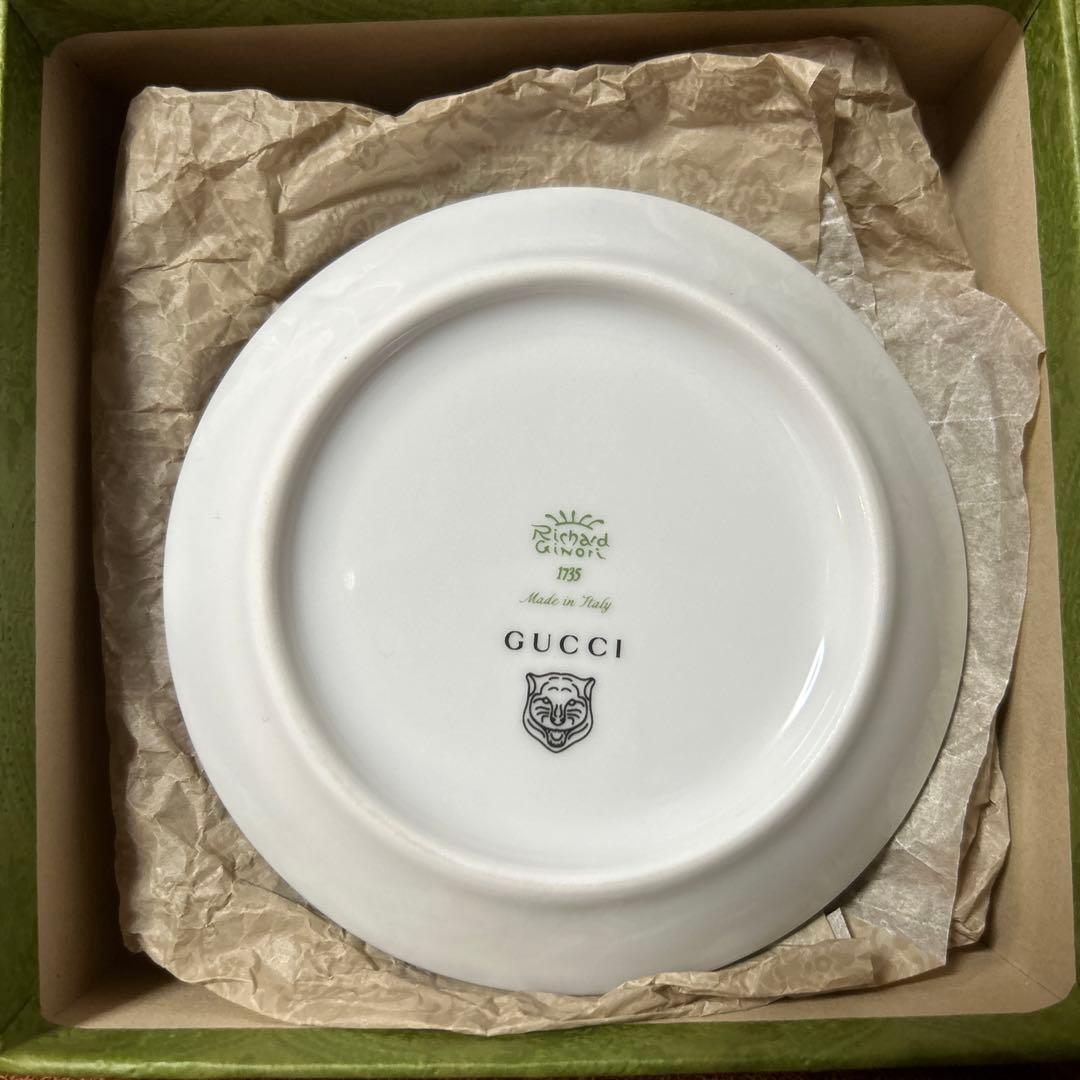 Richard
Ginori
1735
Made in Italy
GUCCI